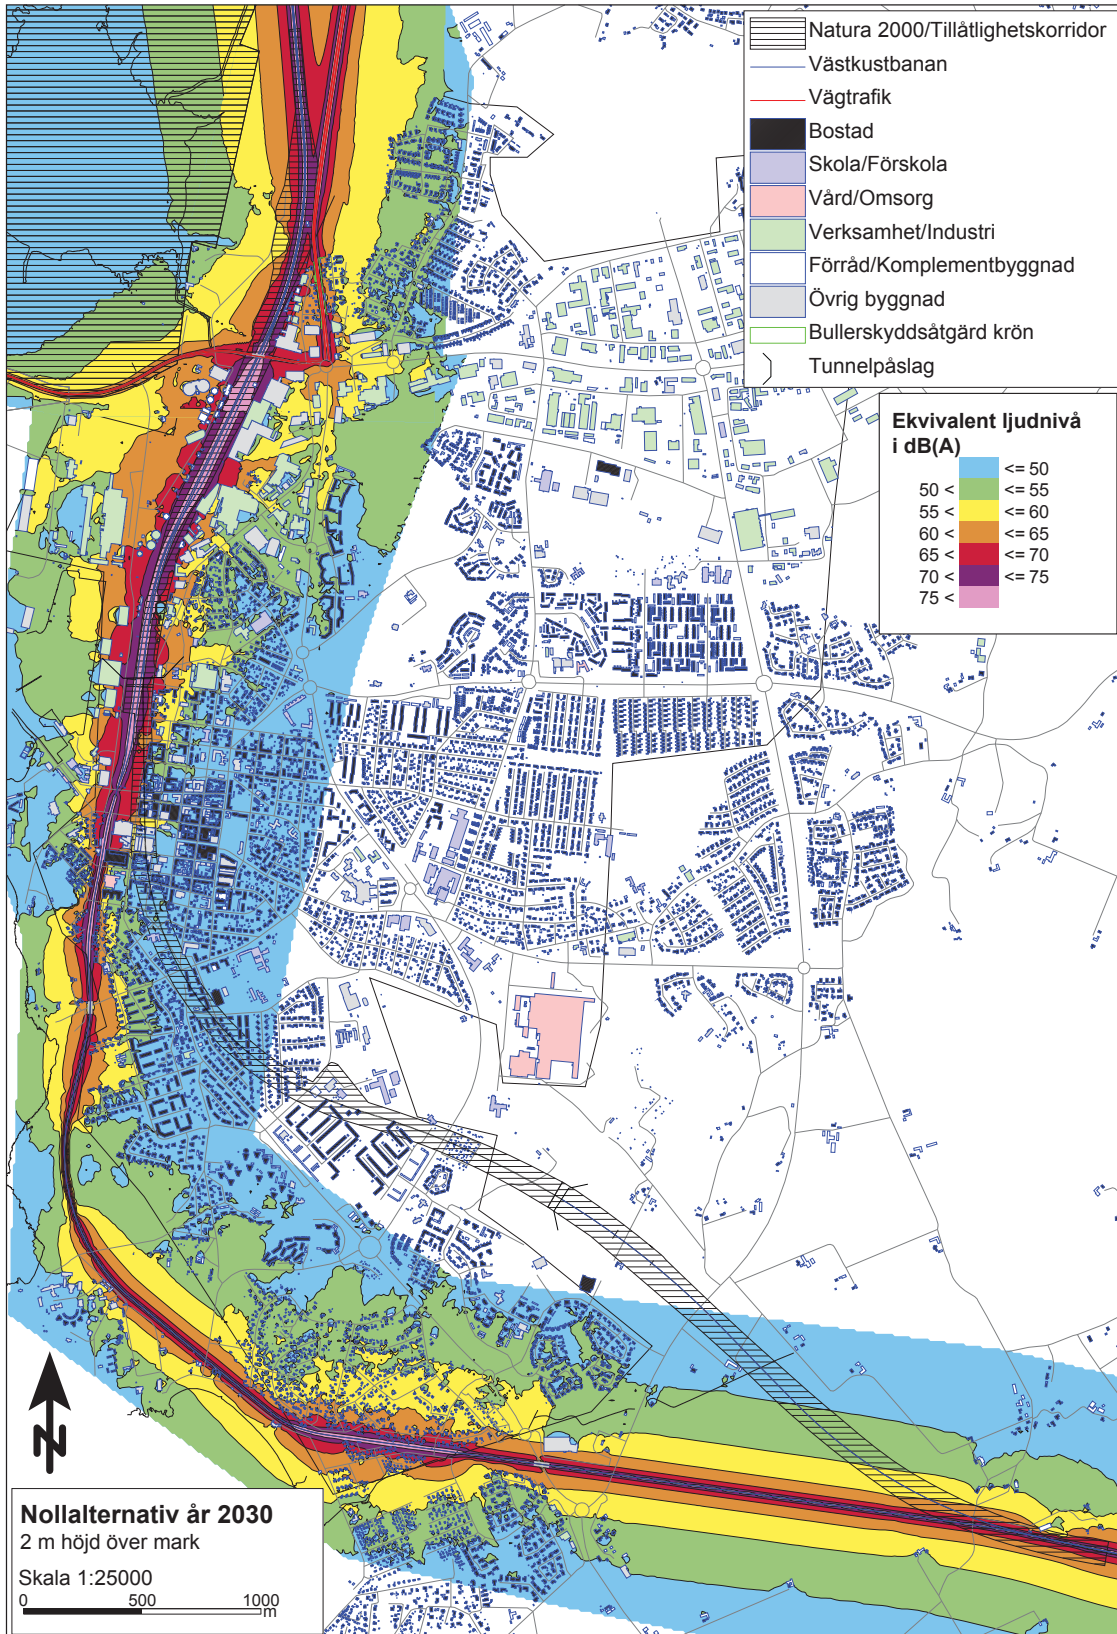 Natura 2000/Tillåtlighetskorridor
Västkustbanan
Vägtrafik
Bostad
Skola/Förskola
Vård/Omsorg
Verksamhet/Industri
Förråd/Komplementbyggnad
Övrig byggnad
Bullerskyddsåtgärd krön
Tunnelpåslag
Ekvivalent ljudnivå
i dB(A)
<= 50
50 < <= 55
55 < <= 60
60 < <= 65
65 < <= 70
70 < <= 75
75 <
N
Nollalternativ år 2030
2 m höjd över mark
Skala 1:25000
0 500 1000 m